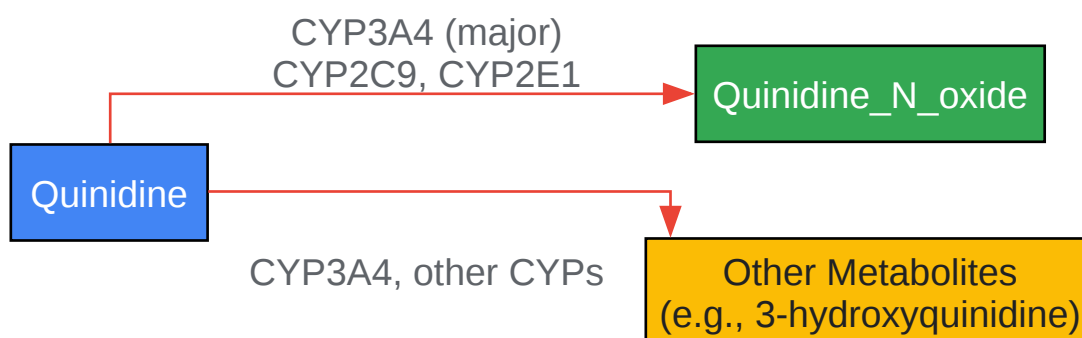 CYP3A4 (major)
CYP2C9, CYP2E1
Quinidine_N_oxide
Quinidine
CYP3A4, other CYPs
Other Metabolites
(e.g., 3-hydroxyquinidine)